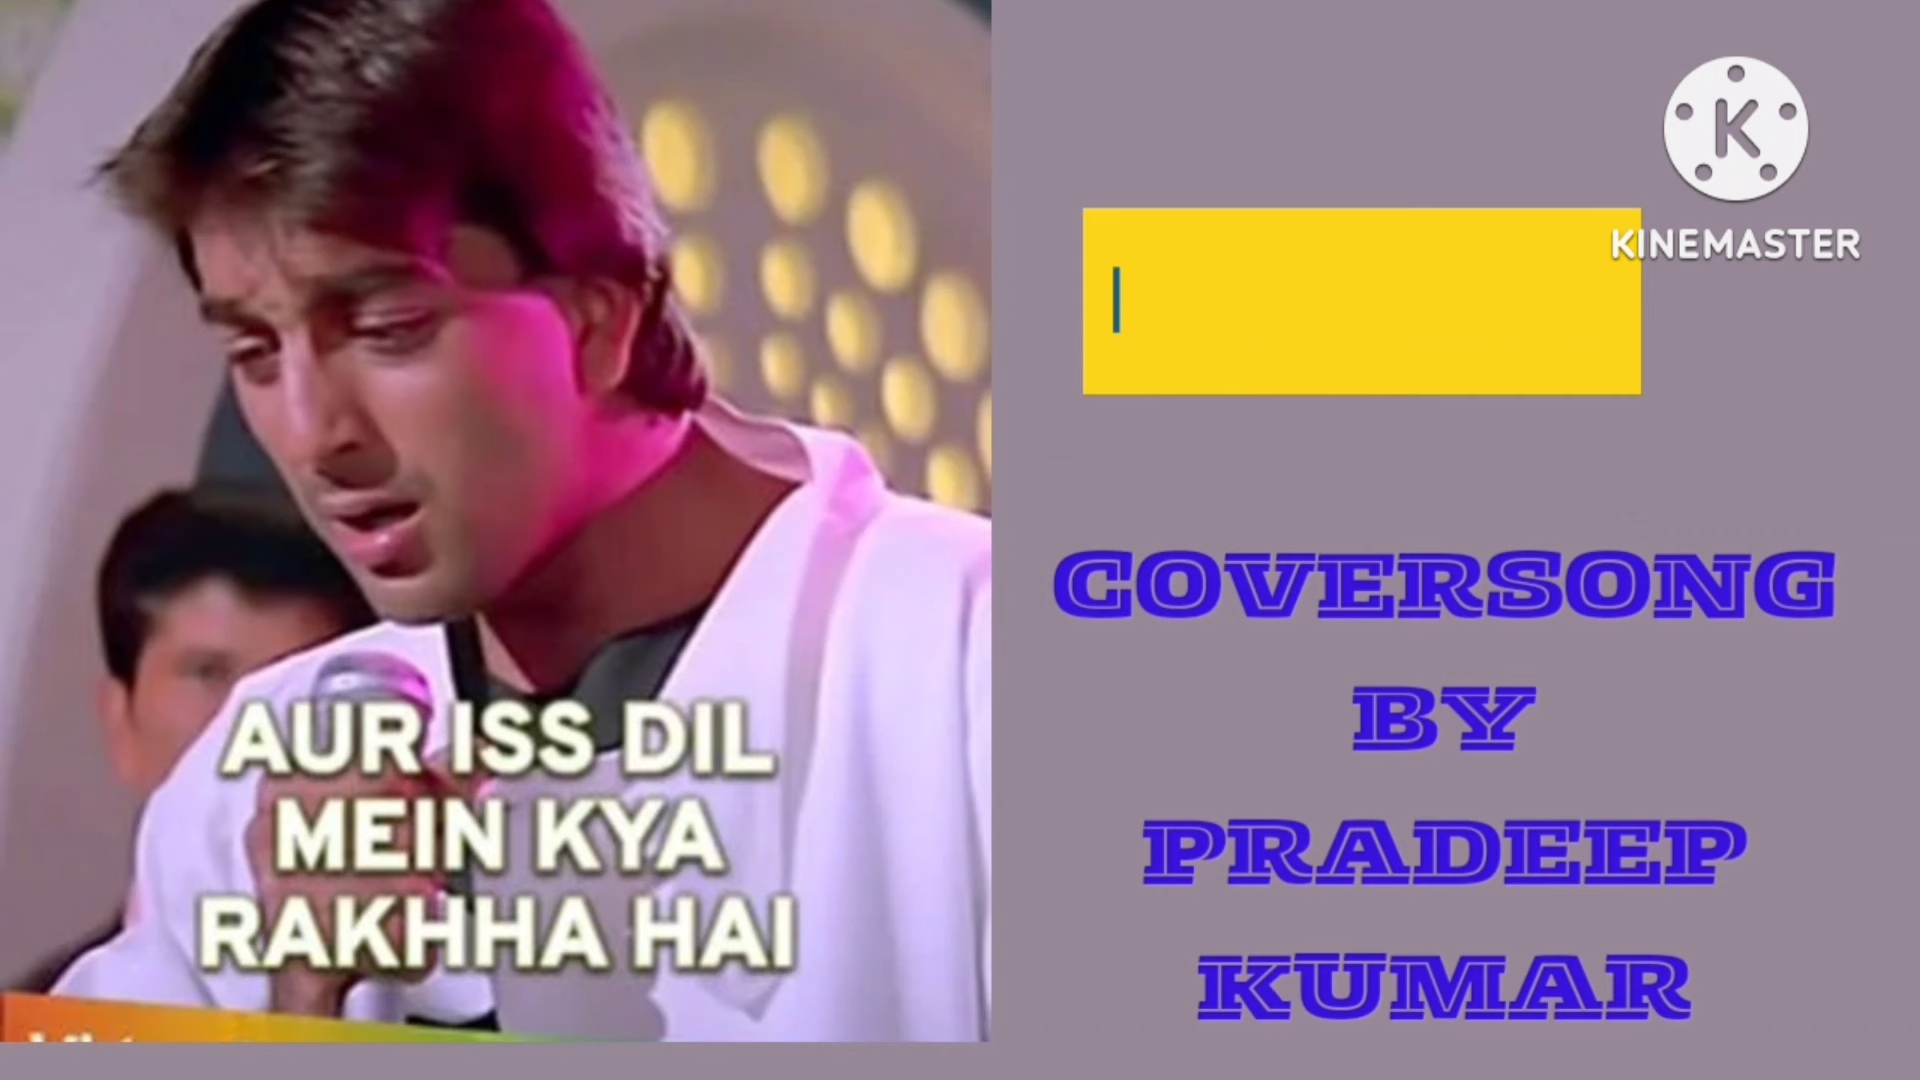 AUR ISS DIL
MEIN KYA
RAKHHA HAI
K
KINEMASTER
COVERSONG
BY
PRADEEP
KUMAR